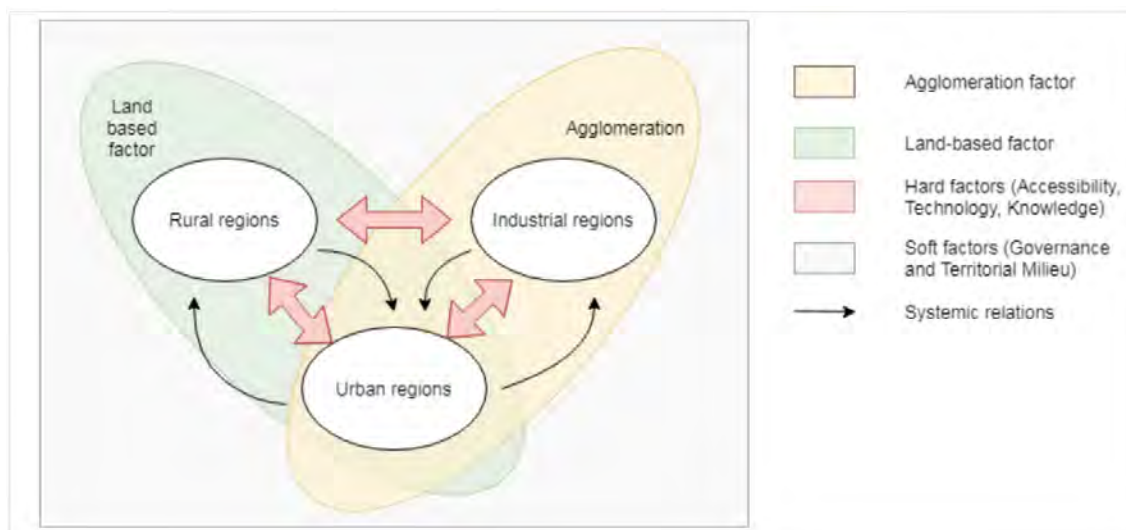 Land
based
factor
Agglomeration
Rural regions
Industrial regions
Urban regions
Agglomeration factor
Land-based factor
Hard factors (Accessibility,
Technology, Knowledge)
Soft factors (Governance
and Territorial Milieu)
Systemic relations